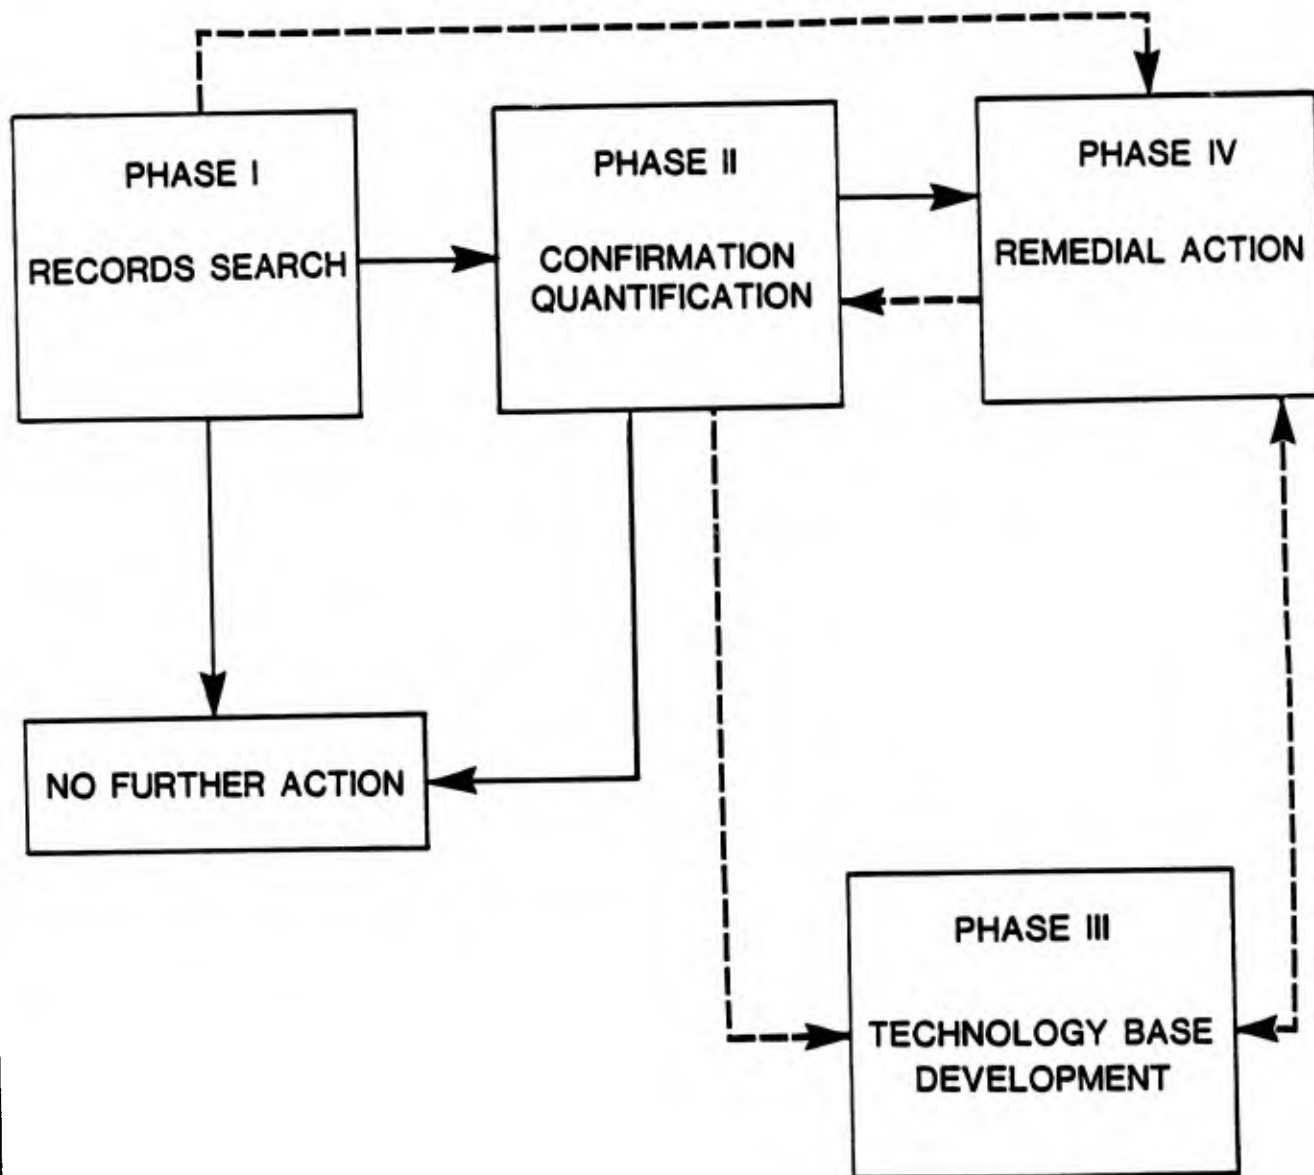 PHASE I
RECORDS SEARCH
PHASE II
CONFIRMATION
QUANTIFICATION
PHASE IV
REMEDIAL ACTION
NO FURTHER ACTION
PHASE III
TECHNOLOGY BASE
DEVELOPMENT